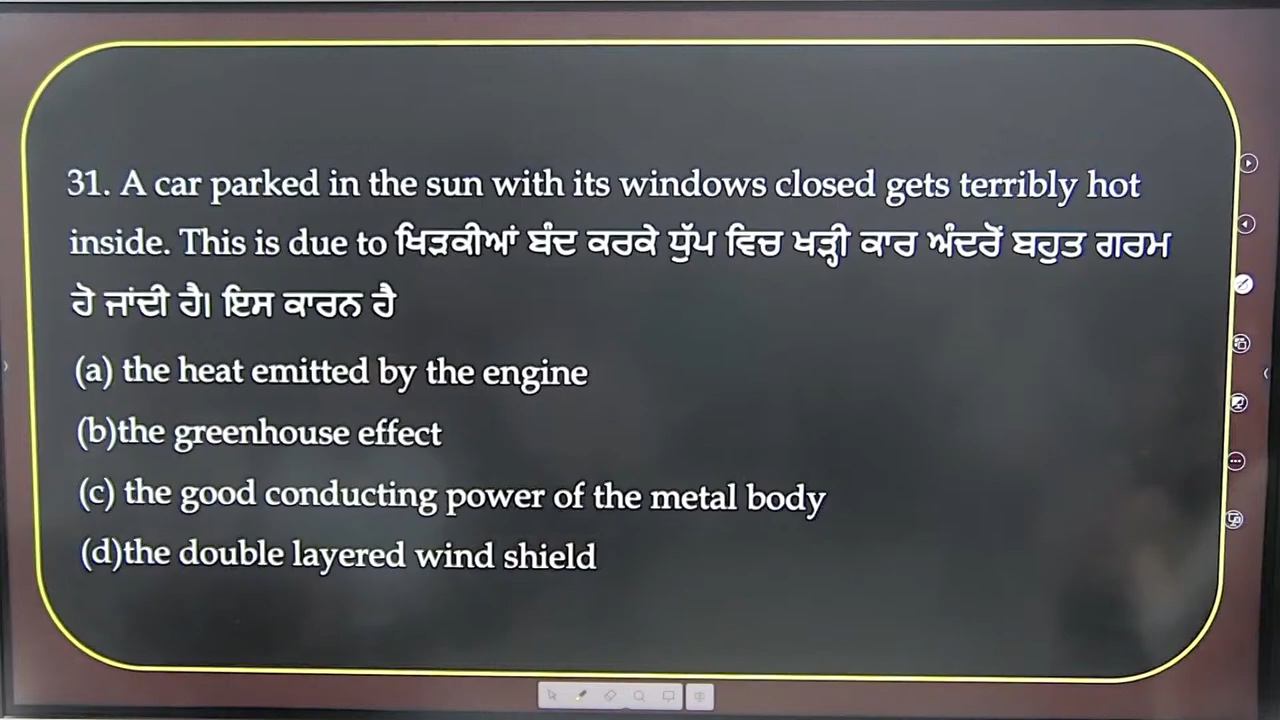 31. A car parked in the sun with its windows closed gets terribly hot
inside. This is due to ਖਿੜਕੀਆਂ ਬੰਦ ਕਰਕੇ ਧੁੱਪ ਵਿਚ ਖੜ੍ਹੀ ਕਾਰ ਅੰਦਰੋਂ ਬਹੁਤ ਗਰਮ
ਹੋ ਜਾਂਦੀ ਹੈ। ਇਸ ਕਾਰਨ ਹੈ
(a) the heat emitted by the engine
(b)the greenhouse effect
(c) the good conducting power of the metal body
(d)the double layered wind shield